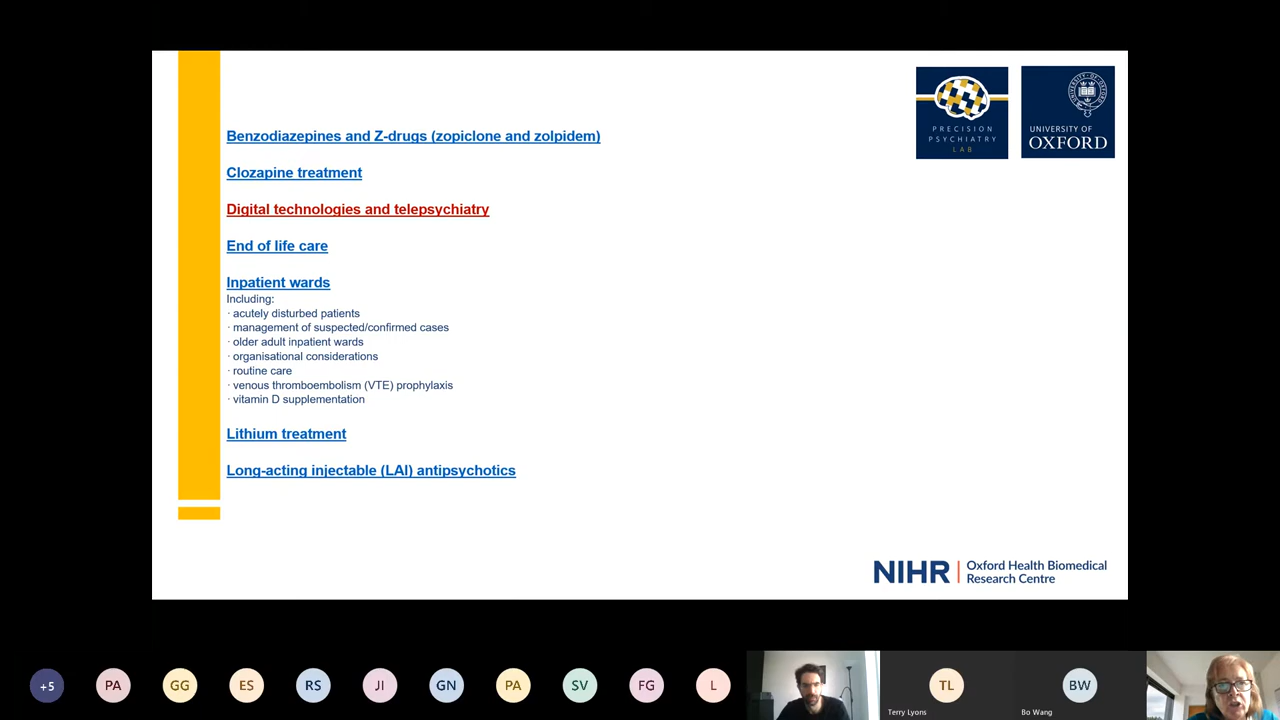 Benzodiazepines and Z-drugs (zopiclone and zolpidem)
Clozapine treatment
Digital technologies and telepsychiatry
End of life care
Inpatient wards
Including:
· acutely disturbed patients
· management of suspected/confirmed cases
· older adult inpatient wards
· organisational considerations
· routine care
· venous thromboembolism (VTE) prophylaxis
· vitamin D supplementation
Lithium treatment
Long-acting injectable (LAI) antipsychotics
PRECISION
PSYCHIATRY
LAB
UNIVERSITY OF
OXFORD
NIHR | Oxford Health Biomedical
Research Centre
+5
PA
GG
ES
RS
JI
GN
PA
SV
FG
L
TL
Terry Lyons
BW
Bo Wang